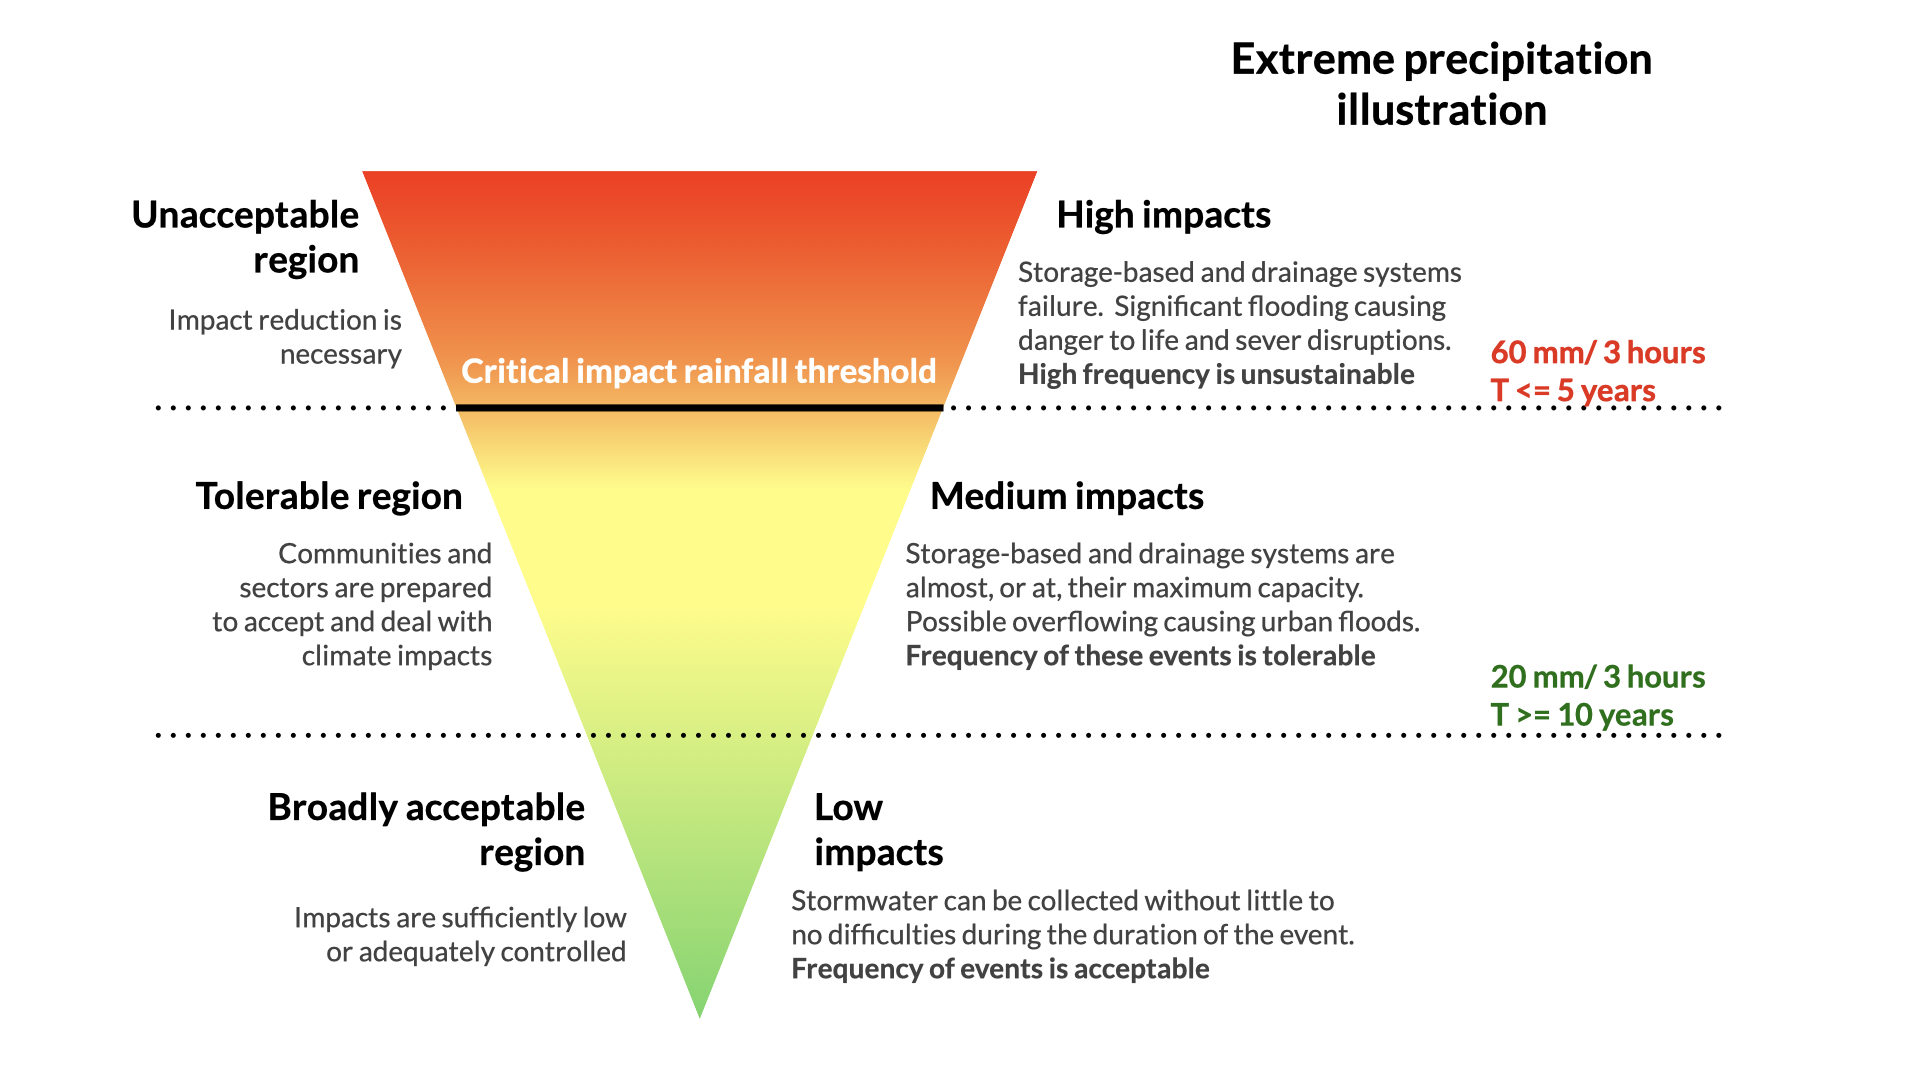 Extreme precipitation
illustration
Unacceptable
region
Impact reduction is
necessary
Critical impact rainfall threshold
High impacts
Storage-based and drainage systems
failure.  Significant flooding causing
danger to life and sever disruptions.
High frequency is unsustainable
60 mm/ 3 hours
T <= 5 years
Tolerable region
Communities and
sectors are prepared
to accept and deal with
climate impacts
Medium impacts
Storage-based and drainage systems are
almost, or at, their maximum capacity.
Possible overflowing causing urban floods.
Frequency of these events is tolerable
20 mm/ 3 hours
T >= 10 years
Broadly acceptable
region
Impacts are sufficiently low
or adequately controlled
Low
impacts
Stormwater can be collected without little to
no difficulties during the duration of the event.
Frequency of events is acceptable